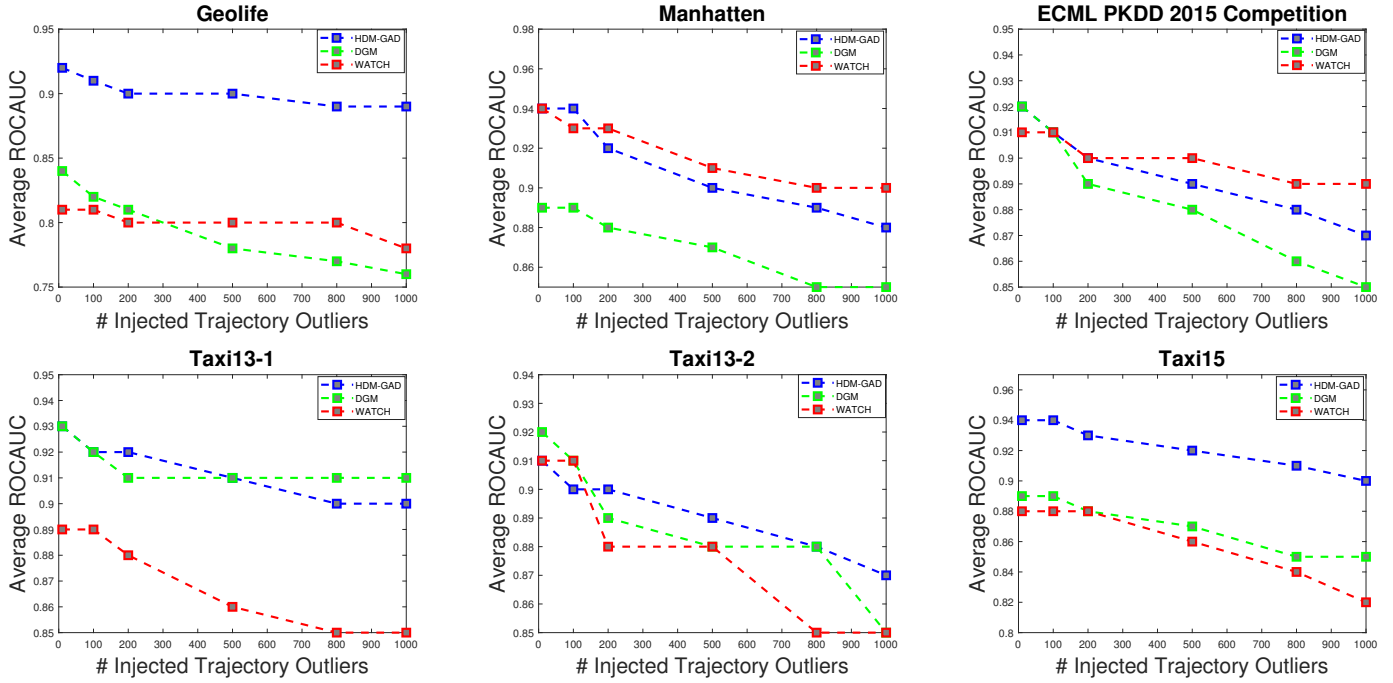 Geolife
Average ROCAUC
0.95
0.9
0.85
0.8
0.75
HDM-GAD
DGM
WATCH
0 100 200 300 400 500 600 700 800 900 1000
# Injected Trajectory Outliers
Manhatten
Average ROCAUC
0.98
0.96
0.94
0.92
0.9
0.88
0.86
HDM-GAD
DGM
WATCH
0 100 200 300 400 500 600 700 800 900 1000
# Injected Trajectory Outliers
ECML PKDD 2015 Competition
Average ROCAUC
0.95
0.94
0.93
0.92
0.91
0.9
0.89
0.88
0.87
0.86
0.85
HDM-GAD
DGM
WATCH
0 100 200 300 400 500 600 700 800 900 1000
# Injected Trajectory Outliers
Taxi13-1
Average ROCAUC
0.95
0.94
0.93
0.92
0.91
0.9
0.89
0.88
0.87
0.86
0.85
HDM-GAD
DGM
WATCH
0 100 200 300 400 500 600 700 800 900 1000
# Injected Trajectory Outliers
Taxi13-2
Average ROCAUC
0.94
0.93
0.92
0.91
0.9
0.89
0.88
0.87
0.86
0.85
HDM-GAD
DGM
WATCH
0 100 200 300 400 500 600 700 800 900 1000
# Injected Trajectory Outliers
Taxi15
Average ROCAUC
0.96
0.94
0.92
0.9
0.88
0.86
0.84
0.82
0.8
HDM-GAD
DGM
WATCH
0 100 200 300 400 500 600 700 800 900 1000
# Injected Trajectory Outliers